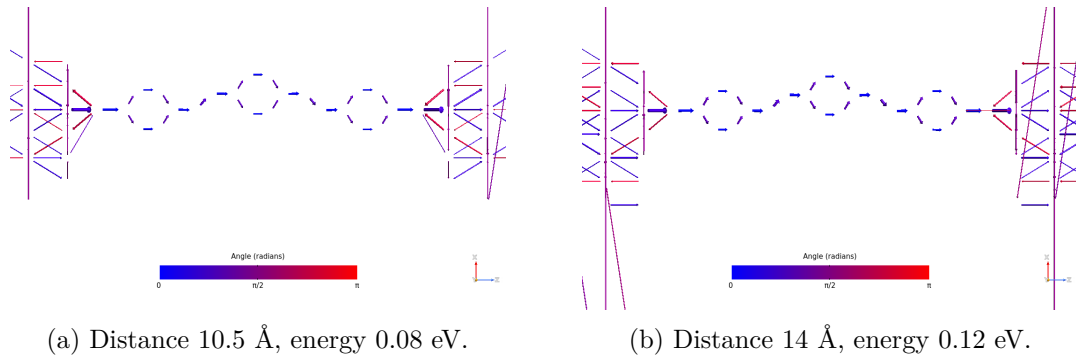 Angle (radians)
0 π/2 π
X
Y Z
(a) Distance 10.5 Å, energy 0.08 eV.
Angle (radians)
0 π/2 π
X
Y Z
(b) Distance 14 Å, energy 0.12 eV.